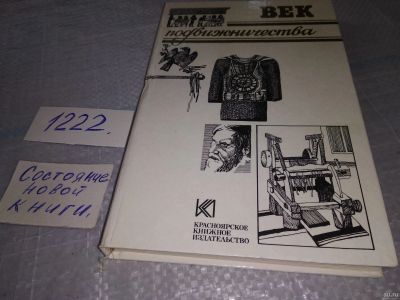 ВЕК
подвижничества
1222.
Состояние
новой
книги.
КРАСНОЯРСКОЕ
КНИЖНОЕ
ИЗДАТЕЛЬСТВО